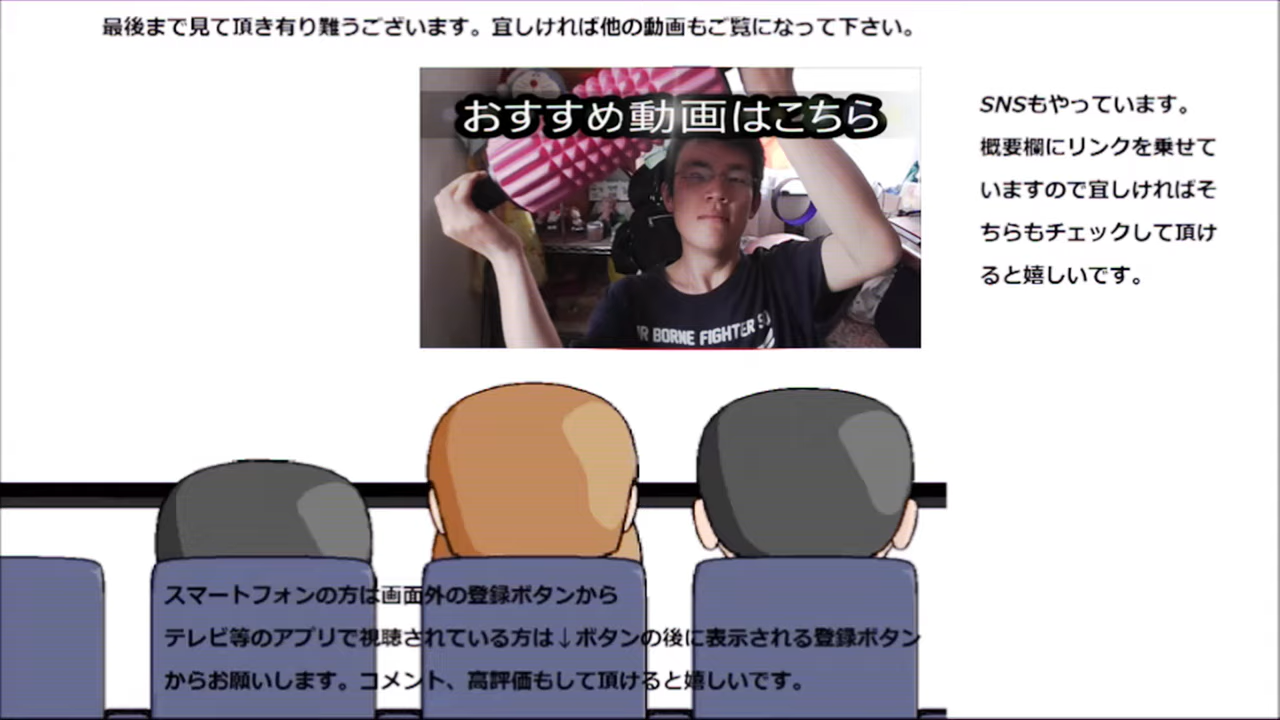 最後まで見て頂き有り難うございます。宜しければ他の動画もご覧になって下さい。
おすすめ動画はこちら
SNSもやっています。
概要欄にリンクを乗せて
いますので宜しければそ
ちらもチェックして頂け
ると嬉しいです。
BORNE FIGHTER
スマートフォンの方は画面外の登録ボタンから
テレビ等のアプリで視聴されている方は↓ボタンの後に表示される登録ボタン
からお願いします。コメント、高評価もして頂けると嬉しいです。